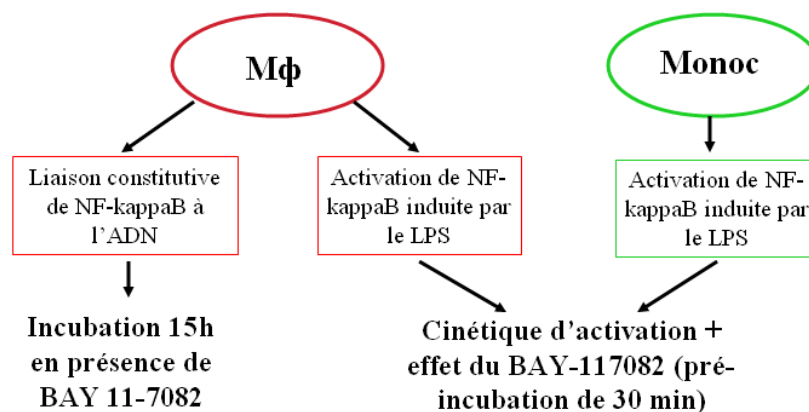 Mф
Monoc
Liaison constitutive
de NF-kappaB à
l'ADN
Activation de NF-
kappaB induite par
le LPS
Activation de NF-
kappaB induite par
le LPS
Incubation 15h
en présence de
BAY 11-7082
Cinétique d'activation +
effet du BAY-117082 (pré-
incubation de 30 min)